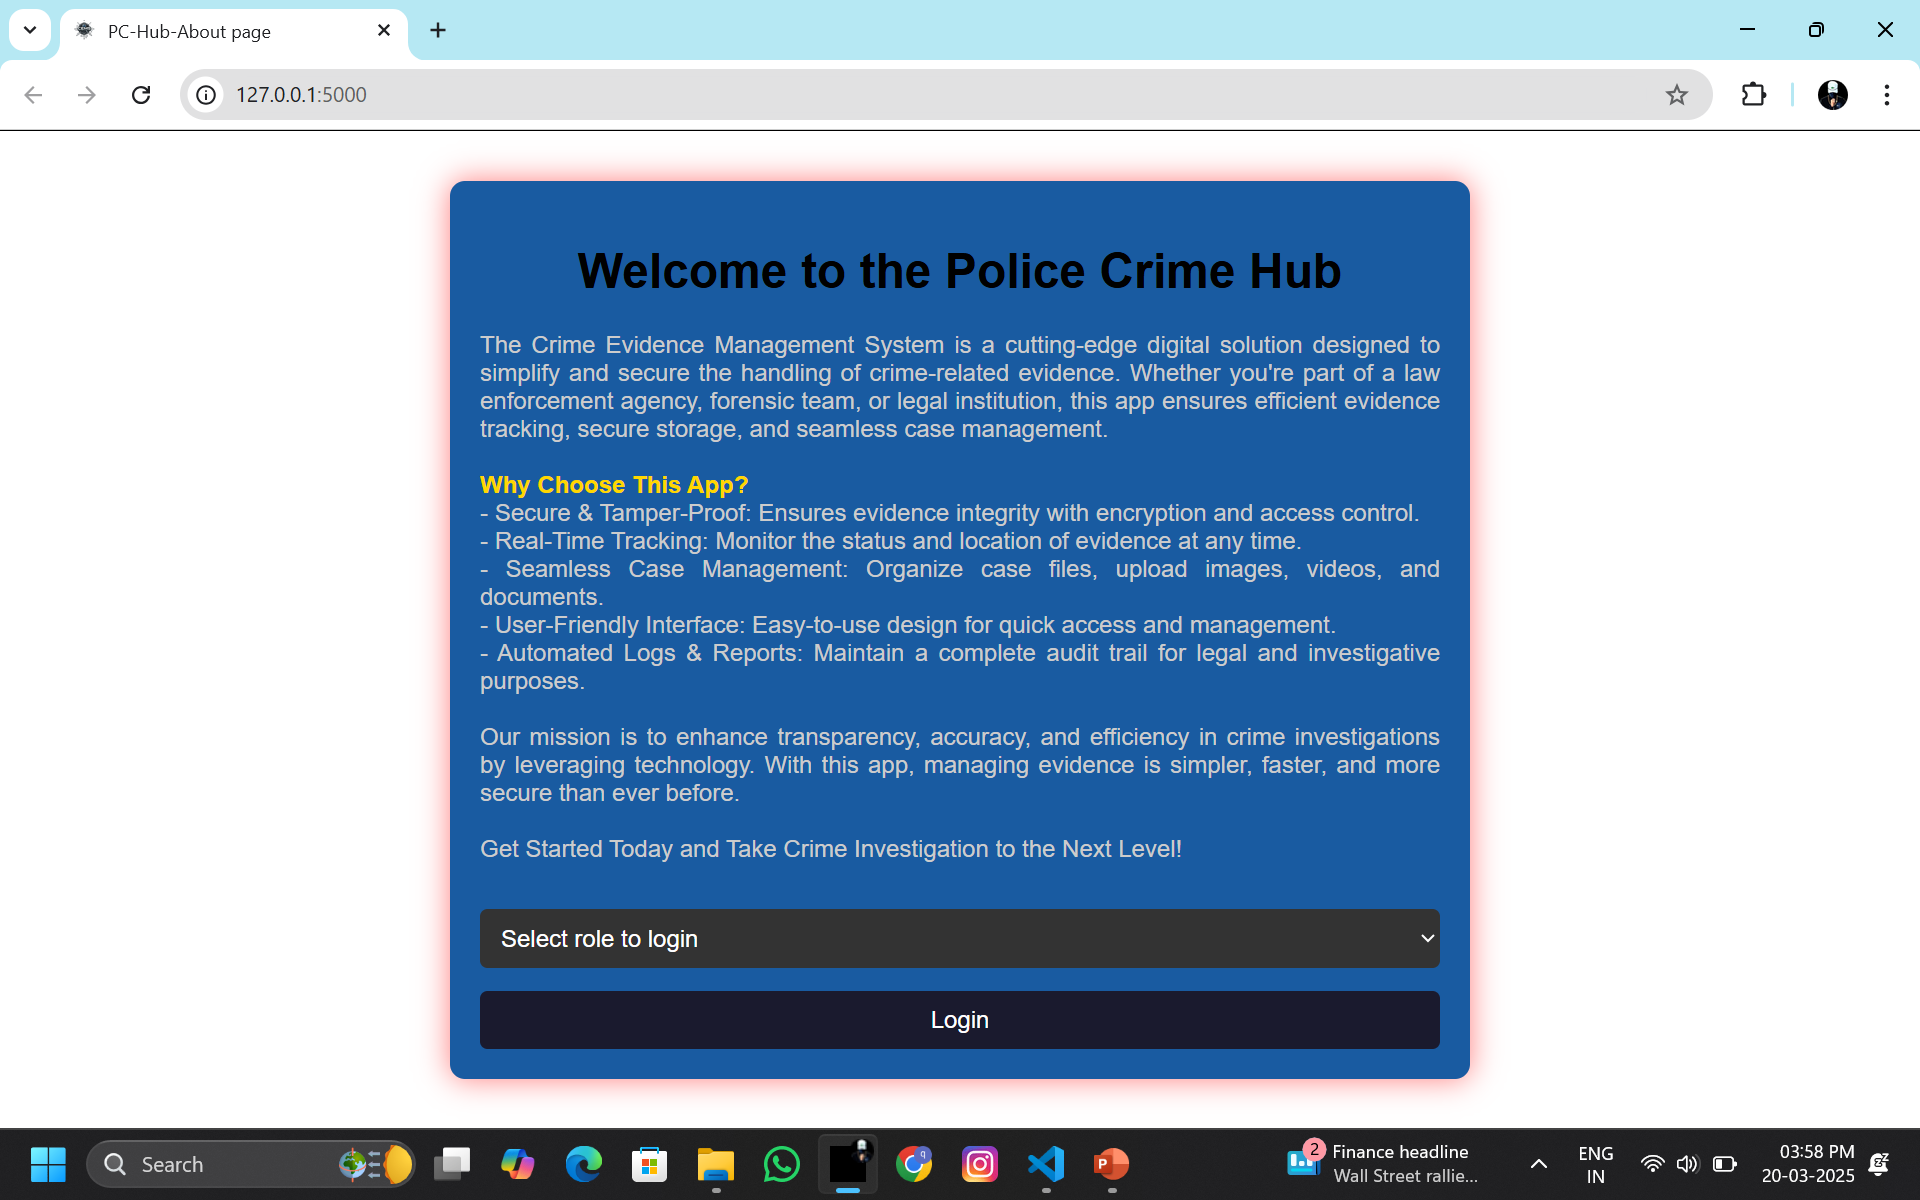 PC-Hub-About page
127.0.0.1:5000
Welcome to the Police Crime Hub
The Crime Evidence Management System is a cutting-edge digital solution designed to
simplify and secure the handling of crime-related evidence. Whether you're part of a law
enforcement agency, forensic team, or legal institution, this app ensures efficient evidence
tracking, secure storage, and seamless case management.
Why Choose This App?
- Secure & Tamper-Proof: Ensures evidence integrity with encryption and access control.
- Real-Time Tracking: Monitor the status and location of evidence at any time.
- Seamless Case Management: Organize case files, upload images, videos, and
documents.
- User-Friendly Interface: Easy-to-use design for quick access and management.
- Automated Logs & Reports: Maintain a complete audit trail for legal and investigative
purposes.
Our mission is to enhance transparency, accuracy, and efficiency in crime investigations
by leveraging technology. With this app, managing evidence is simpler, faster, and more
secure than ever before.
Get Started Today and Take Crime Investigation to the Next Level!
Select role to login
Login
Search
2
Finance headline
Wall Street rallie...
ENG
IN
03:58 PM
20-03-2025